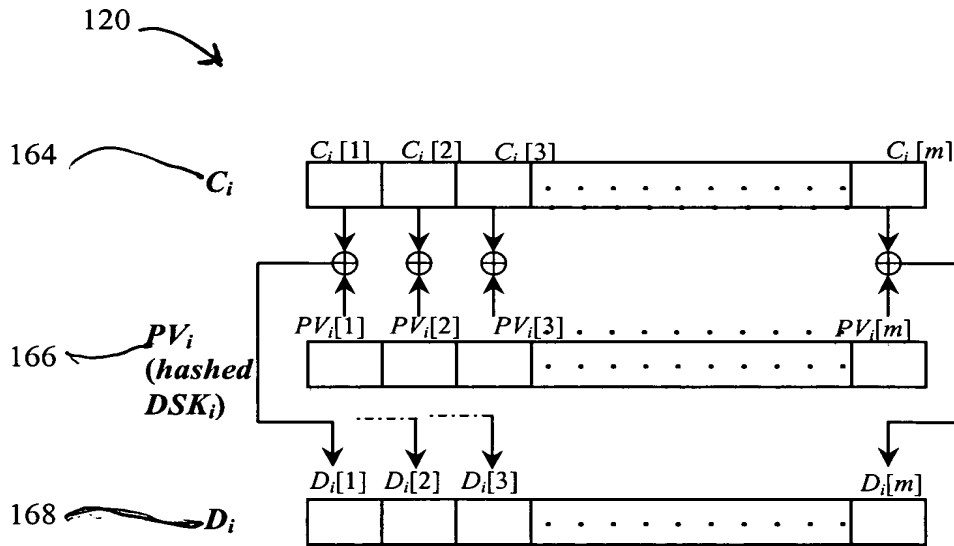 120
164
C_i
C_i [1] C_i [2] C_i [3] C_i [m]
166
PV_i
(hashed
DSK_i)
PV_i[1] PV_i[2] PV_i[3] PV_i[m]
D_i[1] D_i[2] D_i[3] D_i[m]
168
D_i